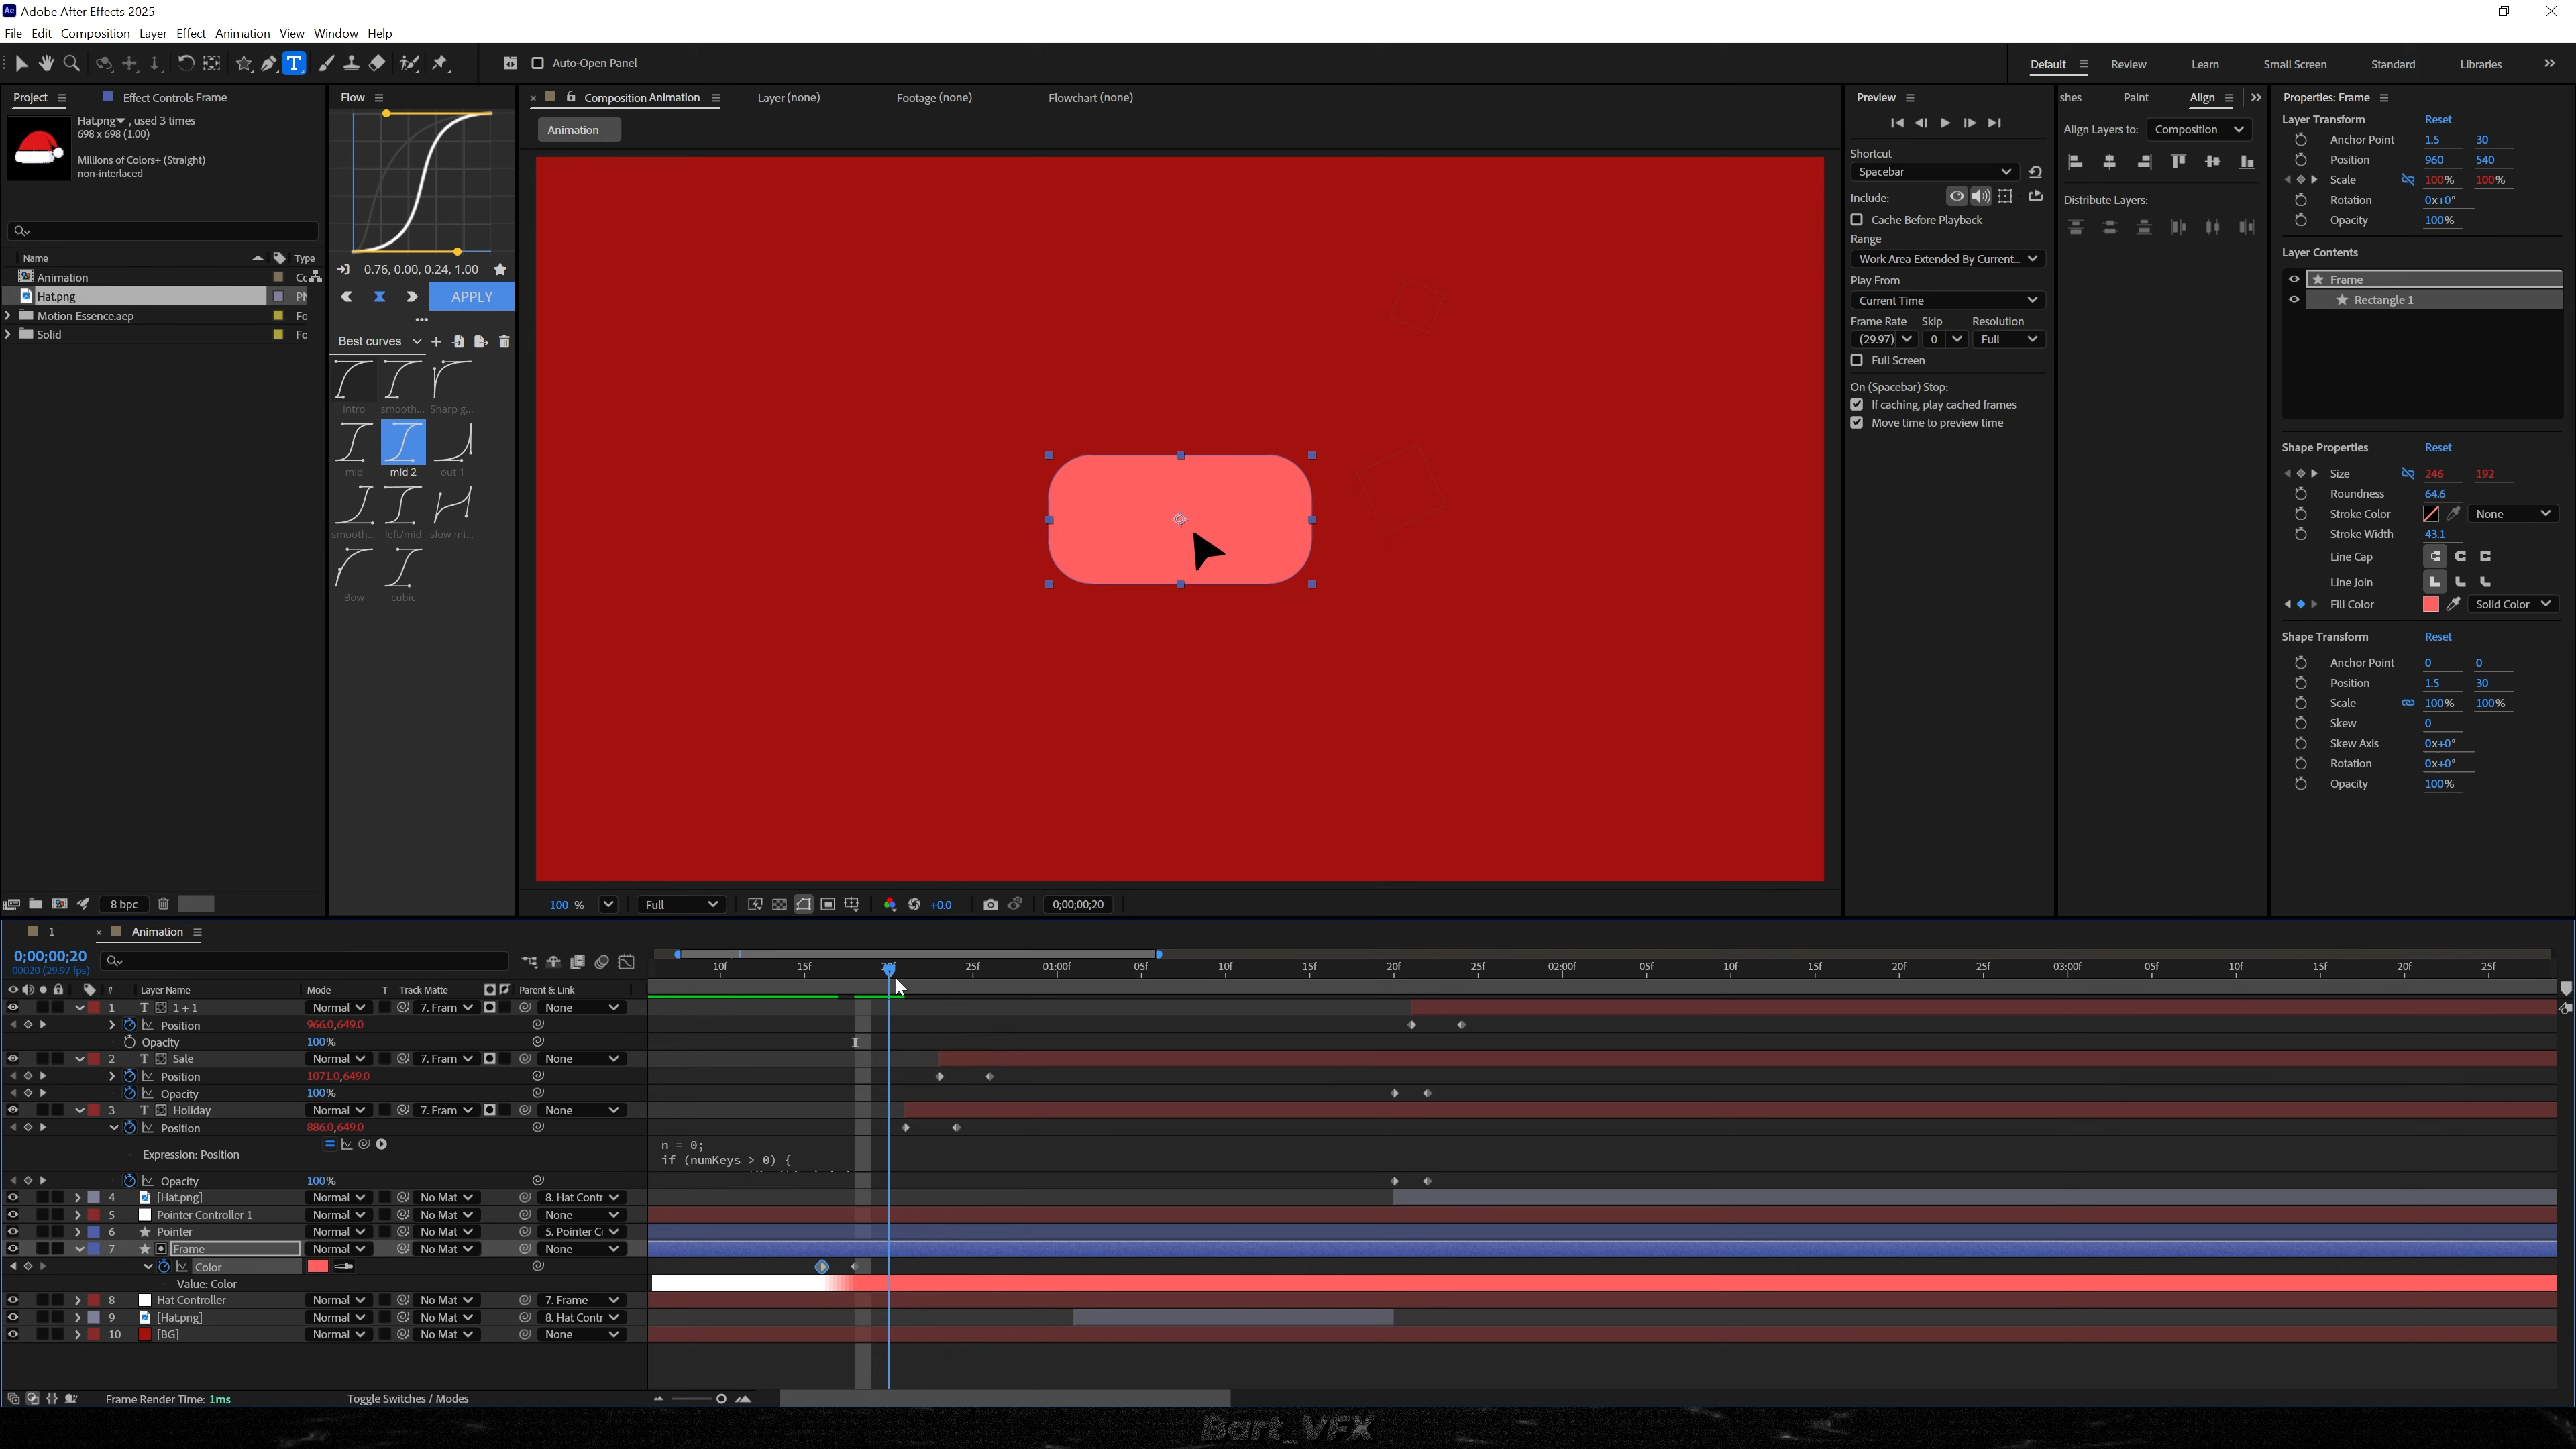 Ae Adobe After Effects 2025
File Edit Composition Layer Effect Animation View Window Help
Auto-Open Panel
Default Review Learn Small Screen Standard Libraries
Project
Effect Controls Frame
Hat.png , used 3 times
698 x 698 (1.00)
Millions of Colors+ (Straight)
non-interlaced
Name Type
Animation
Hat.png
Motion Essence.aep Fo
Solid Fo
8 bpc
Flow
0.76, 0.00, 0.24, 1.00
APPLY
Best curves
intro smooth... Sharp g...
mid mid 2 out 1
smooth... left/mid slow mi...
Bow cubic
Composition Animation Layer (none) Footage (none) Flowchart (none)
Animation
100 % Full +0.0 0;00;00;20
Preview
Shortcut
Spacebar
Include:
Cache Before Playback
Range
Work Area Extended By Current...
Play From
Current Time
Frame Rate Skip Resolution
(29.97) 0 Full
Full Screen
On (Spacebar) Stop:
If caching, play cached frames
Move time to preview time
shes Paint Align
Align Layers to: Composition
Distribute Layers:
Properties: Frame
Layer Transform Reset
Anchor Point 1.5 30
Position 960 540
Scale 100% 100%
Rotation 0x+0°
Opacity 100%
Layer Contents
Frame
Rectangle 1
Shape Properties Reset
Size 246 192
Roundness 64.6
Stroke Color None
Stroke Width 43.1
Line Cap
Line Join
Fill Color Solid Color
Shape Transform Reset
Anchor Point 0 0
Position 1.5 30
Scale 100% 100%
Skew 0
Skew Axis 0x+0°
Rotation 0x+0°
Opacity 100%
1 Animation
0;00;00;20
00020 (29.97 fps)
10f 15f 20f 25f 01:00f 05f 10f 15f 20f 25f 02:00f 05f 10f 15f 20f 25f 03:00f 05f 10f 15f 20f 25f
# Layer Name Mode T Track Matte Parent & Link
1 T 1 + 1 Normal 7. Fram None
Position 966.0,649.0
Opacity 100%
2 T Sale Normal 7. Fram None
Position 1071.0,649.0
Opacity 100%
3 T Holiday Normal 7. Fram None
Position 886.0,649.0
n = 0;
Expression: Position
if (numKeys > 0) {
Opacity 100%
4 [Hat.png] Normal No Mat 8. Hat Contr
5 Pointer Controller 1 Normal No Mat None
6 Pointer Normal No Mat 5. Pointer C
7 Frame Normal No Mat None
Color
Value: Color
8 Hat Controller Normal No Mat 7. Frame
9 [Hat.png] Normal No Mat 8. Hat Contr
10 [BG] Normal No Mat None
Frame Render Time: 1ms Toggle Switches / Modes
Bart_VFX